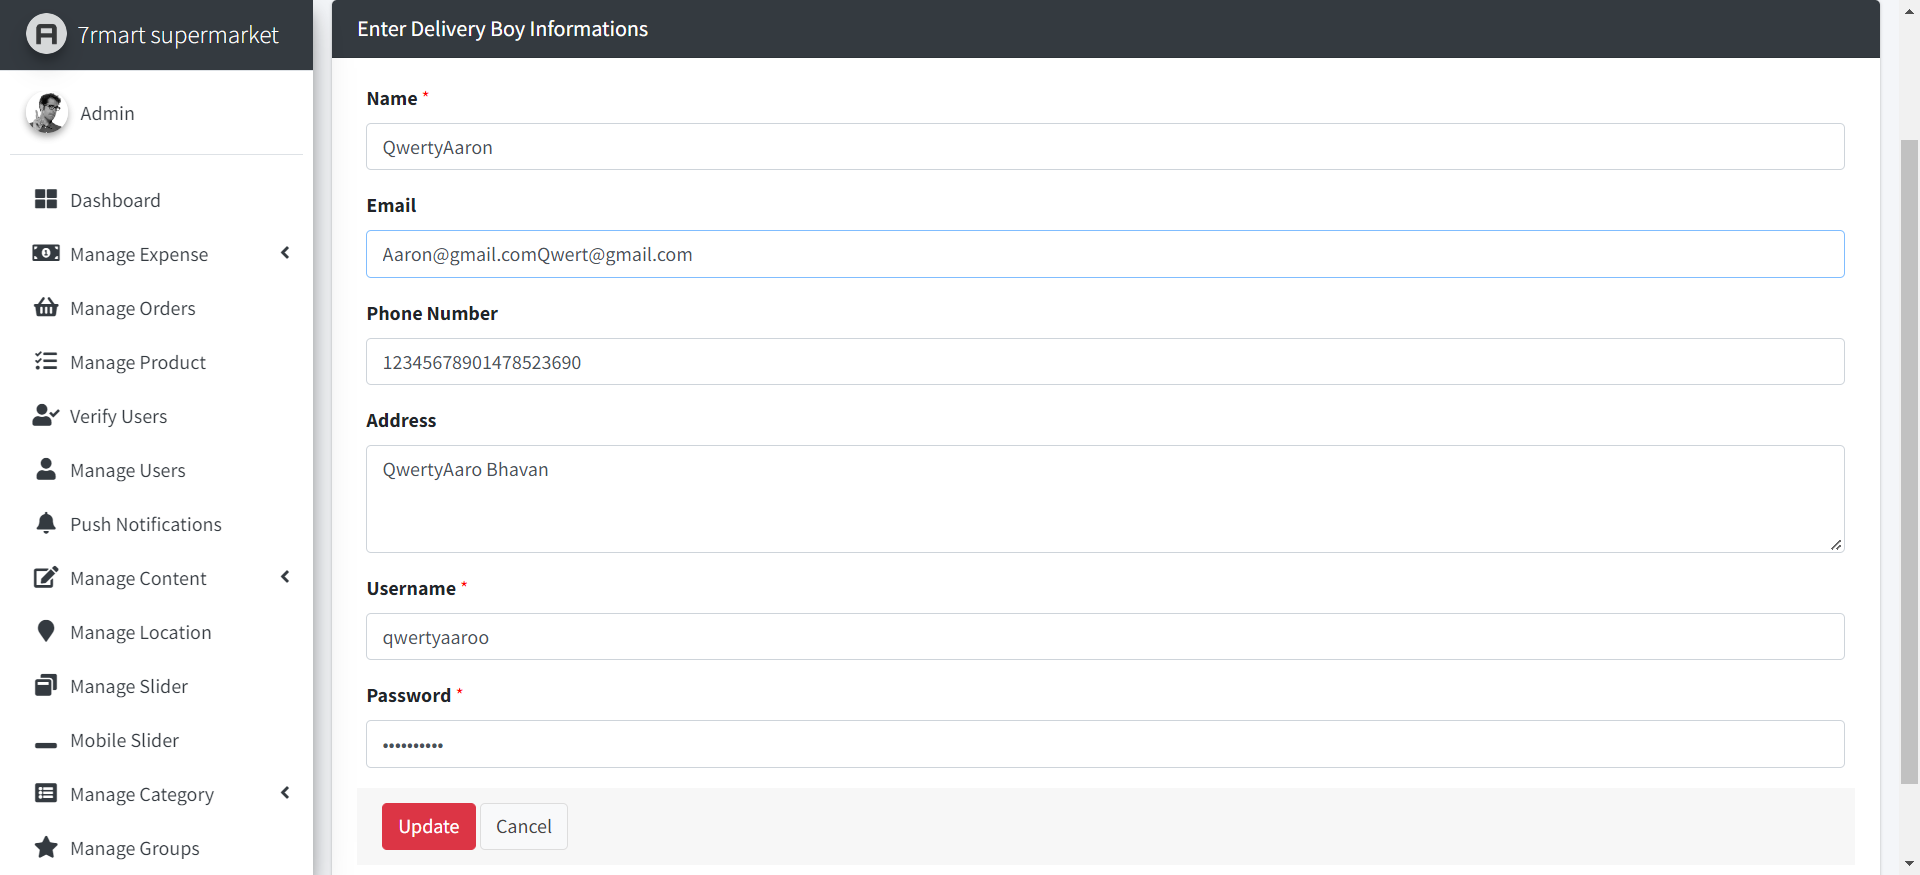 7rmart supermarket
Admin
Dashboard
Manage Expense
Manage Orders
Manage Product
Verify Users
Manage Users
Push Notifications
Manage Content
Manage Location
Manage Slider
Mobile Slider
Manage Category
Manage Groups
Enter Delivery Boy Informations
Name *
QwertyAaron
Email
Aaron@gmail.comQwert@gmail.com
Phone Number
12345678901478523690
Address
QwertyAaro Bhavan
Username *
qwertyaaroo
Password *
••••••••••
Update Cancel